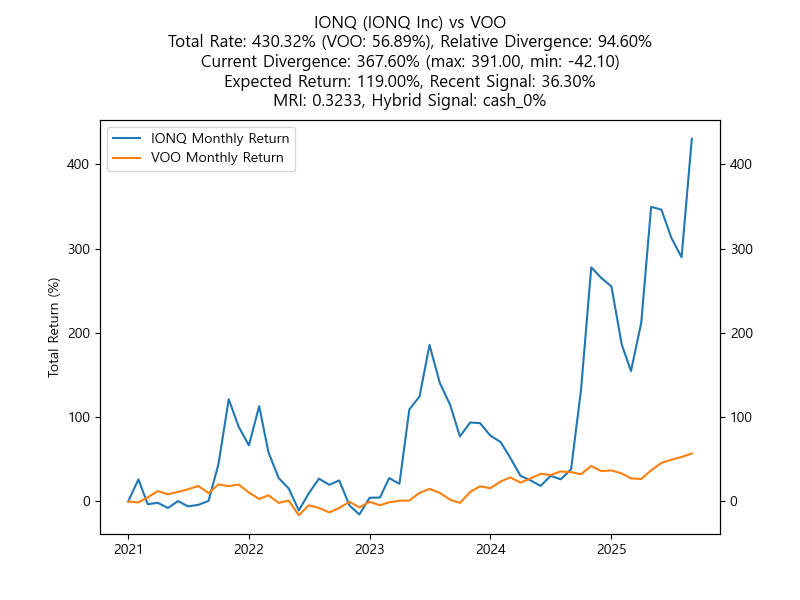 IONQ (IONQ Inc) vs VOO
Total Rate: 430.32% (VOO: 56.89%), Relative Divergence: 94.60%
Current Divergence: 367.60% (max: 391.00, min: -42.10)
Expected Return: 119.00%, Recent Signal: 36.30%
MRI: 0.3233, Hybrid Signal: cash_0%
IONQ Monthly Return
VOO Monthly Return
Total Return (%)
400
300
200
100
0
400
300
200
100
0
2021
2022
2023
2024
2025